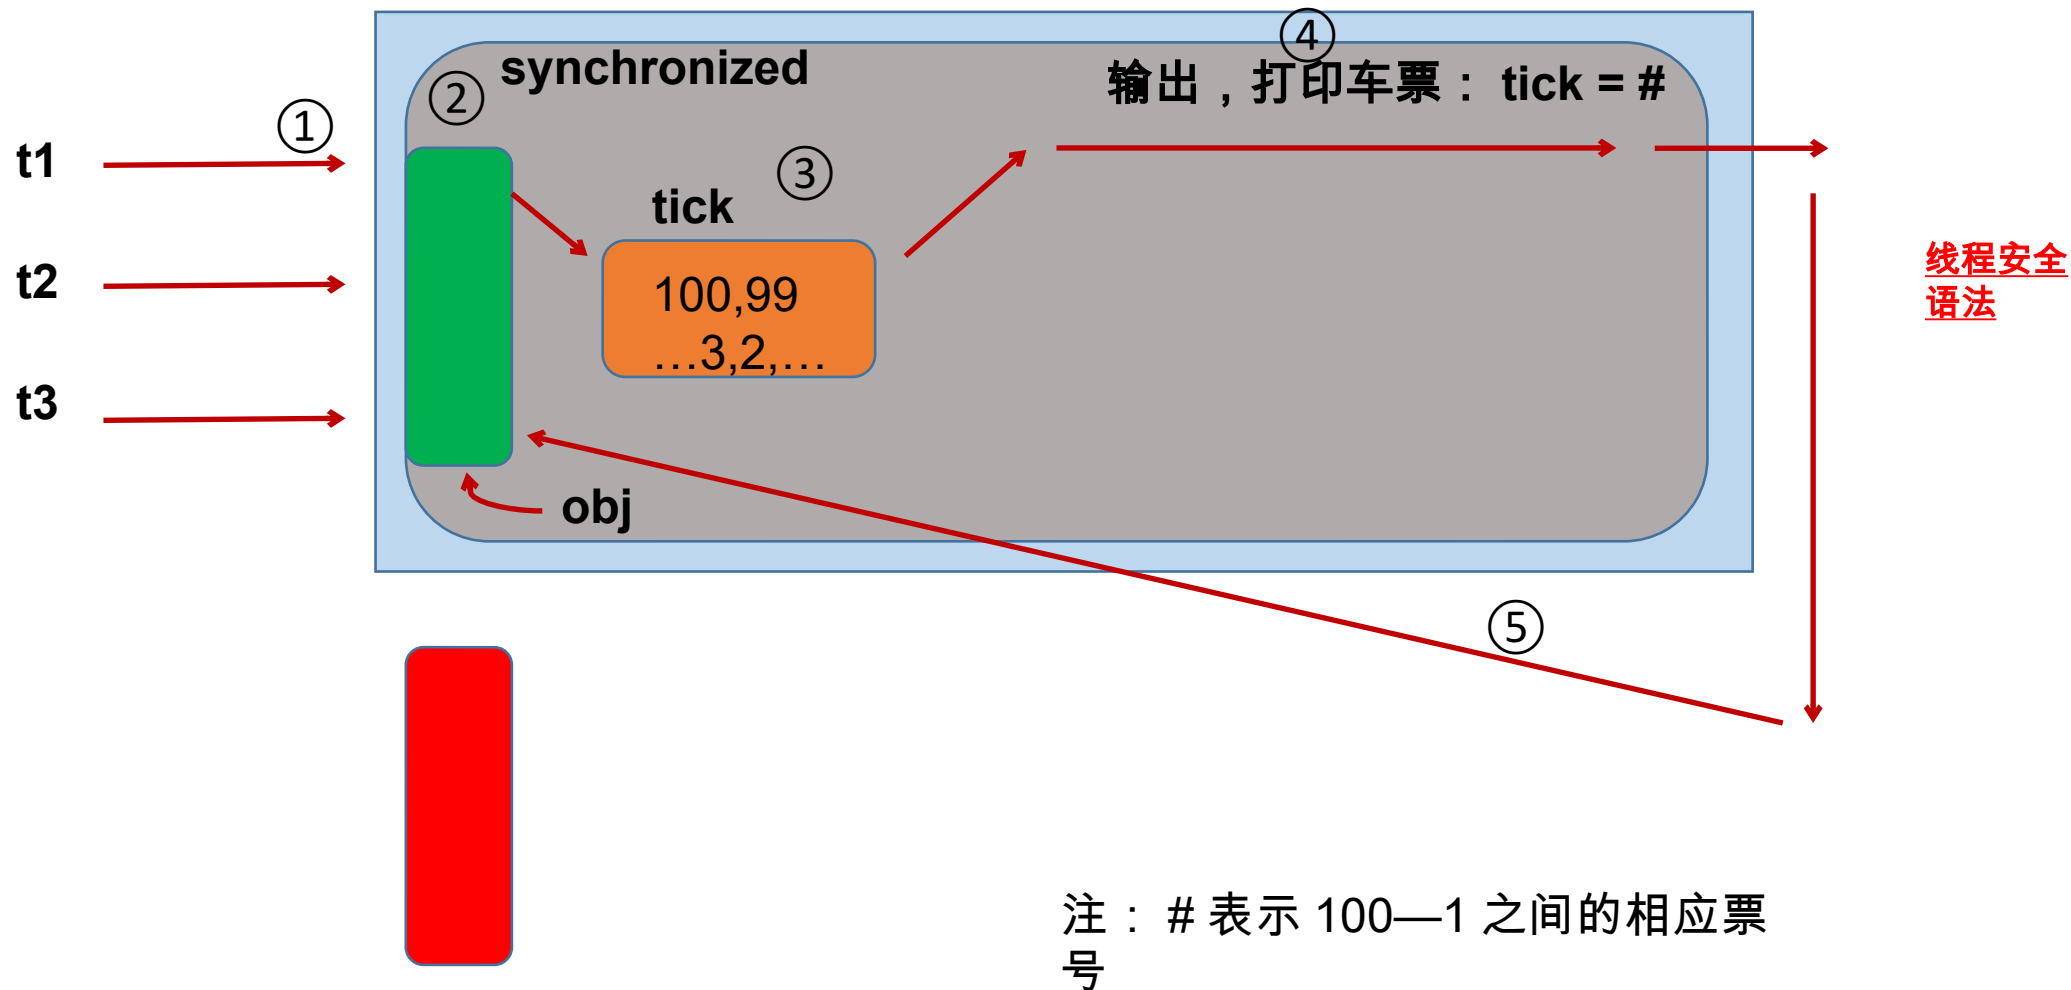 ④
synchronized
输出，打印车票：tick = #
②
①
t1
③
tick
t2
100,99
…3,2,…
线程安全
语法
t3
obj
⑤
注：# 表示 100—1 之间的相应票
号